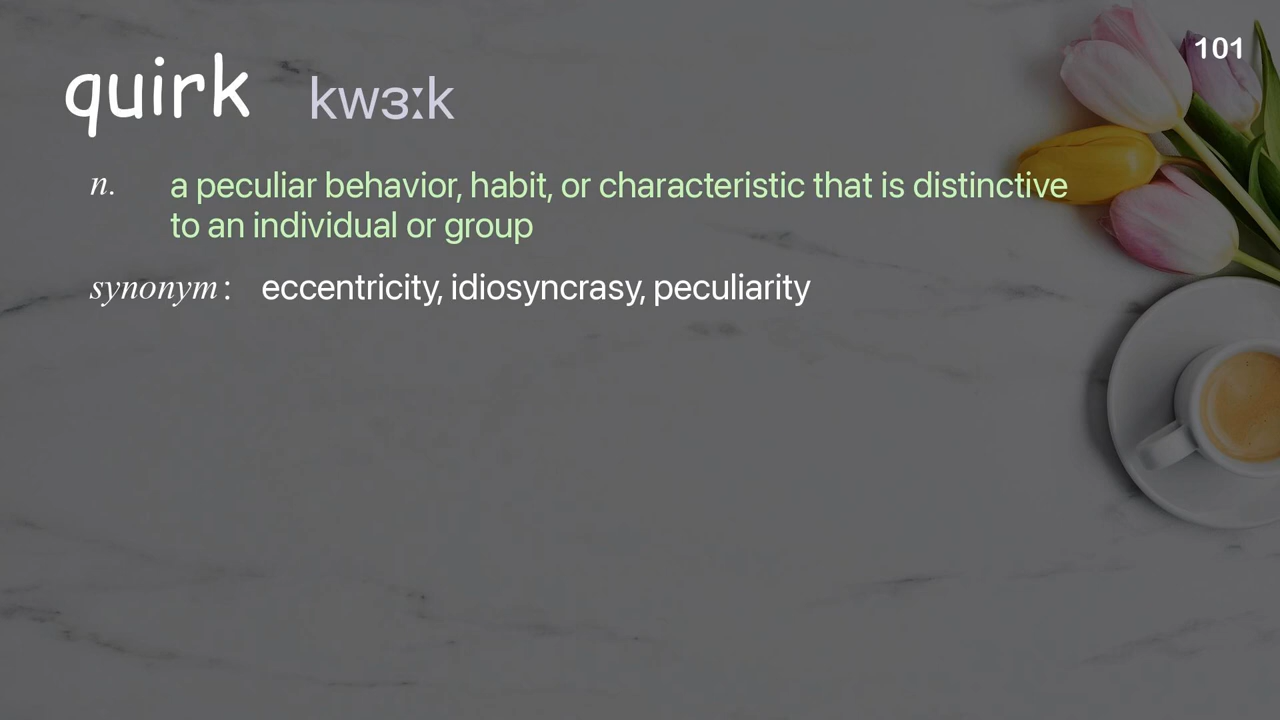 101
quirk kwɜːk
n. a peculiar behavior, habit, or characteristic that is distinctive
to an individual or group
synonym : eccentricity, idiosyncrasy, peculiarity